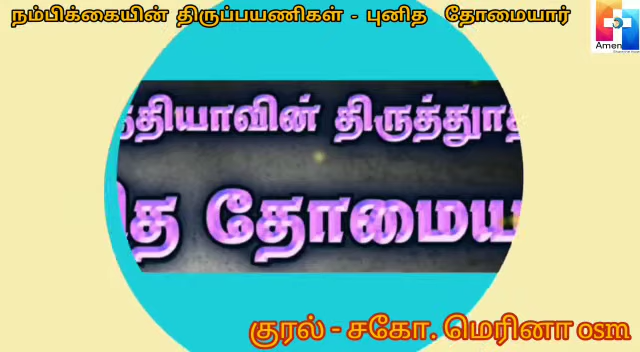 நம்பிக்கையின் திருப்பயணிகள் - புனித தோமையார்
Amen
தியாவின் திருத்தூத
த தோமைய
குரல் - சகோ. மெரினா osm